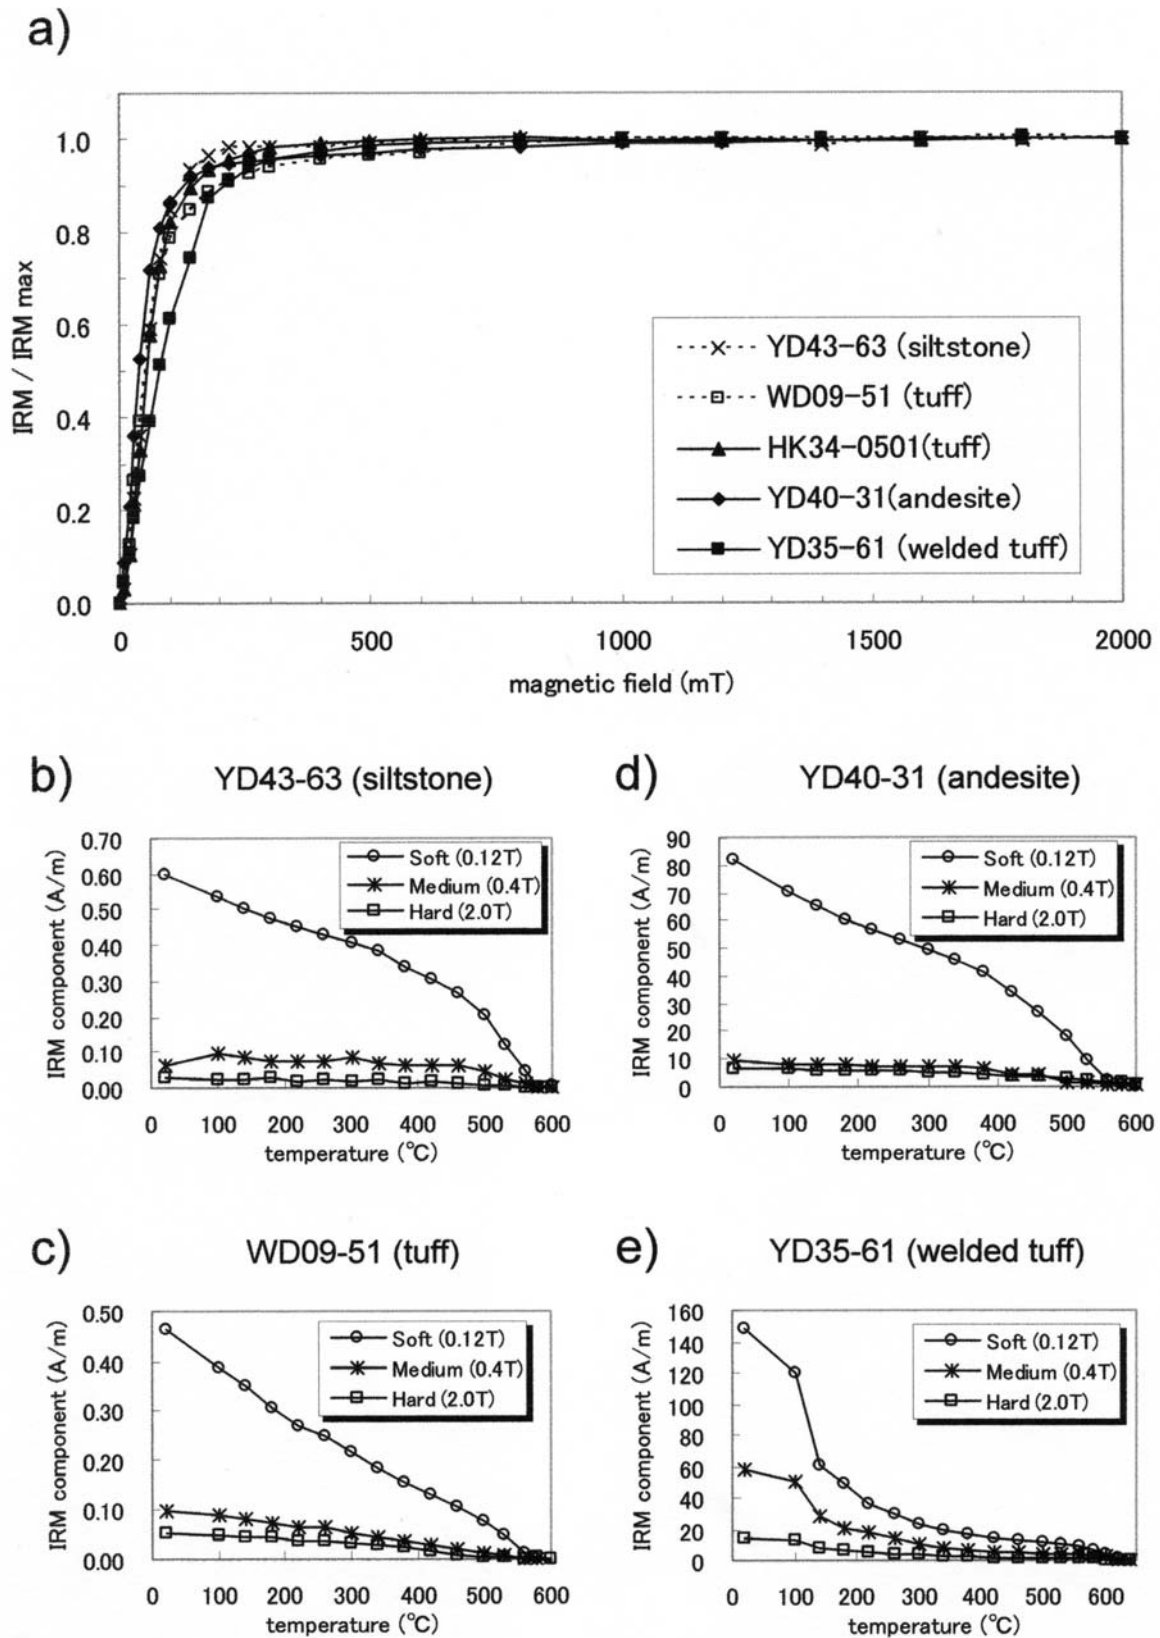 a)
IRM / IRM max
1.0
0.8
0.6
0.4
0.2
0.0
YD43-63 (siltstone)
WD09-51 (tuff)
HK34-0501(tuff)
YD40-31(andesite)
YD35-61 (welded tuff)
0 500 1000 1500 2000
magnetic field (mT)
b) YD43-63 (siltstone)
IRM component (A/m)
0.70
0.60
0.50
0.40
0.30
0.20
0.10
0.00
Soft (0.12T)
Medium (0.4T)
Hard (2.0T)
0 100 200 300 400 500 600
temperature (°C)
d) YD40-31 (andesite)
IRM component (A/m)
90
80
70
60
50
40
30
20
10
0
Soft (0.12T)
Medium (0.4T)
Hard (2.0T)
0 100 200 300 400 500 600
temperature (°C)
c) WD09-51 (tuff)
IRM component (A/m)
0.50
0.40
0.30
0.20
0.10
0.00
Soft (0.12T)
Medium (0.4T)
Hard (2.0T)
0 100 200 300 400 500 600
temperature (°C)
e) YD35-61 (welded tuff)
IRM component (A/m)
160
140
120
100
80
60
40
20
0
Soft (0.12T)
Medium (0.4T)
Hard (2.0T)
0 100 200 300 400 500 600
temperature (°C)